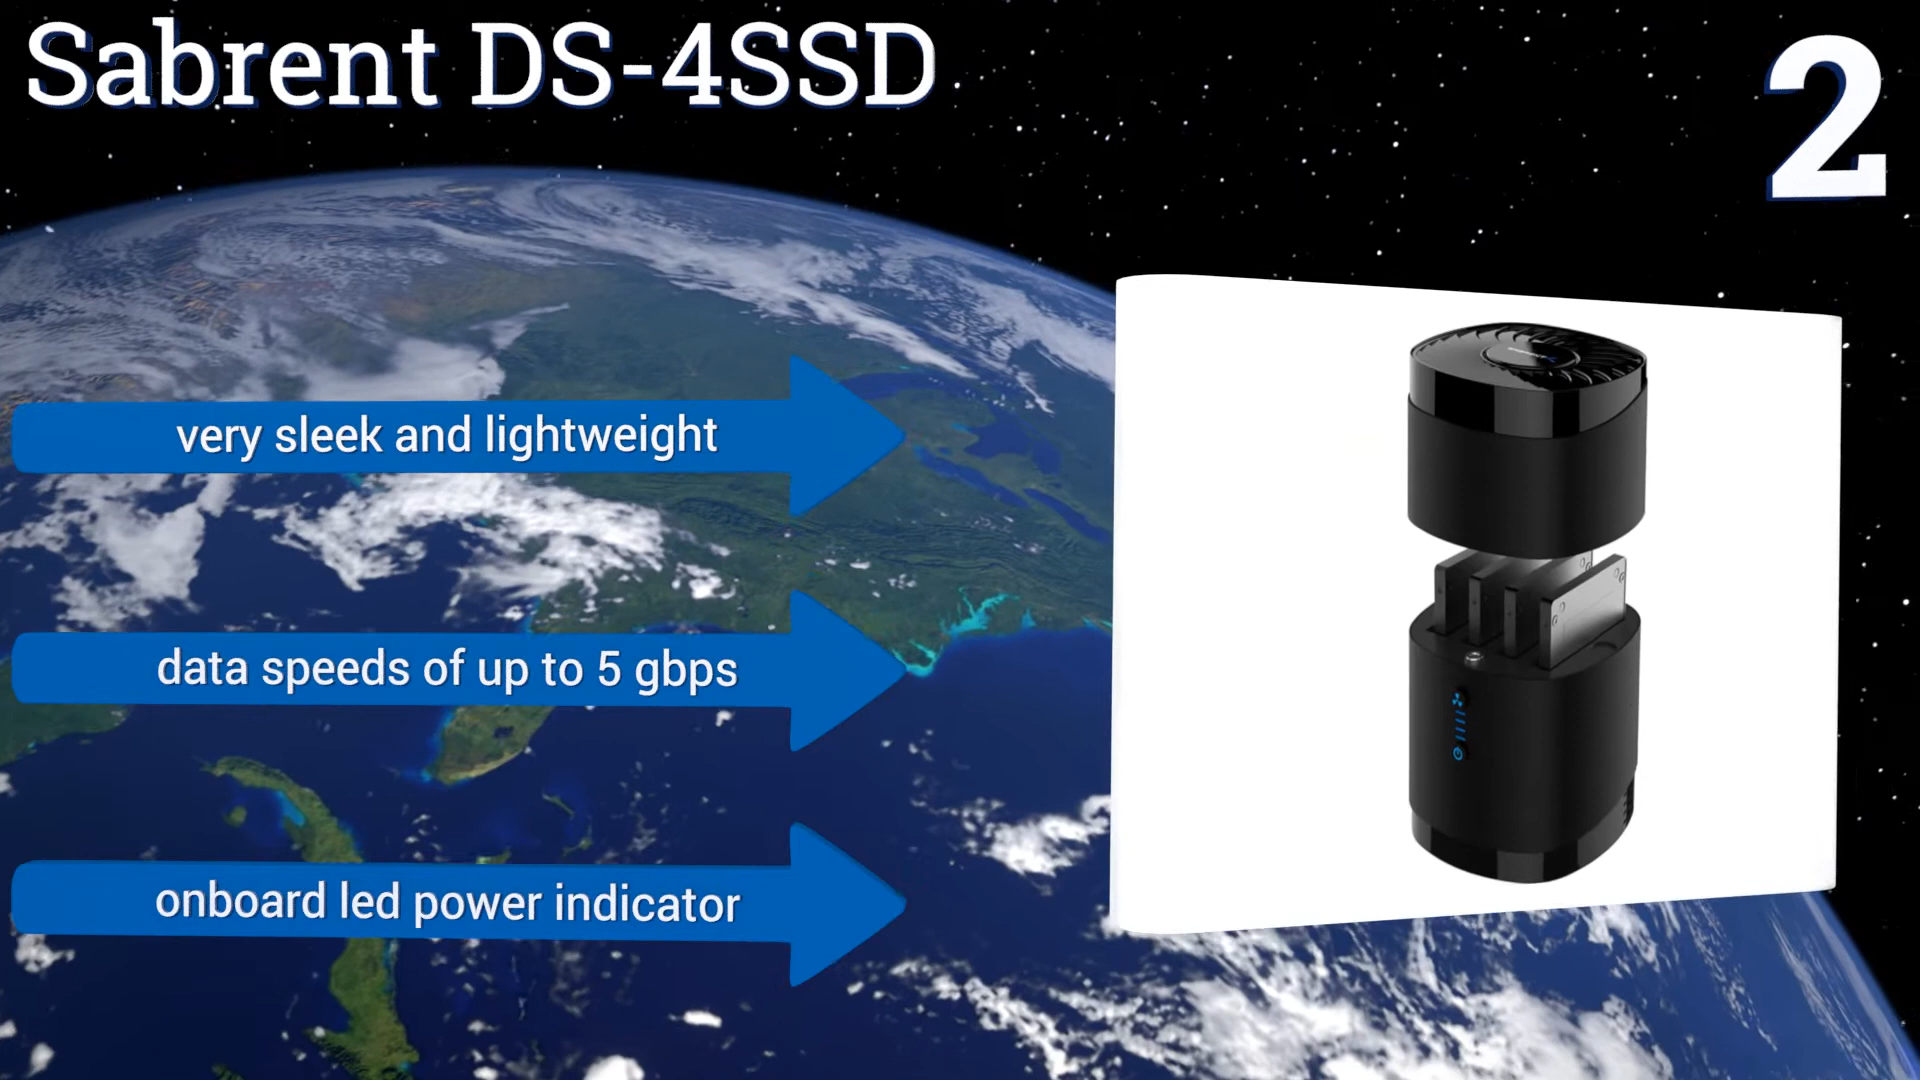 Sabrent DS-4SSD
2
very sleek and lightweight
data speeds of up to 5 gbps
onboard led power indicator